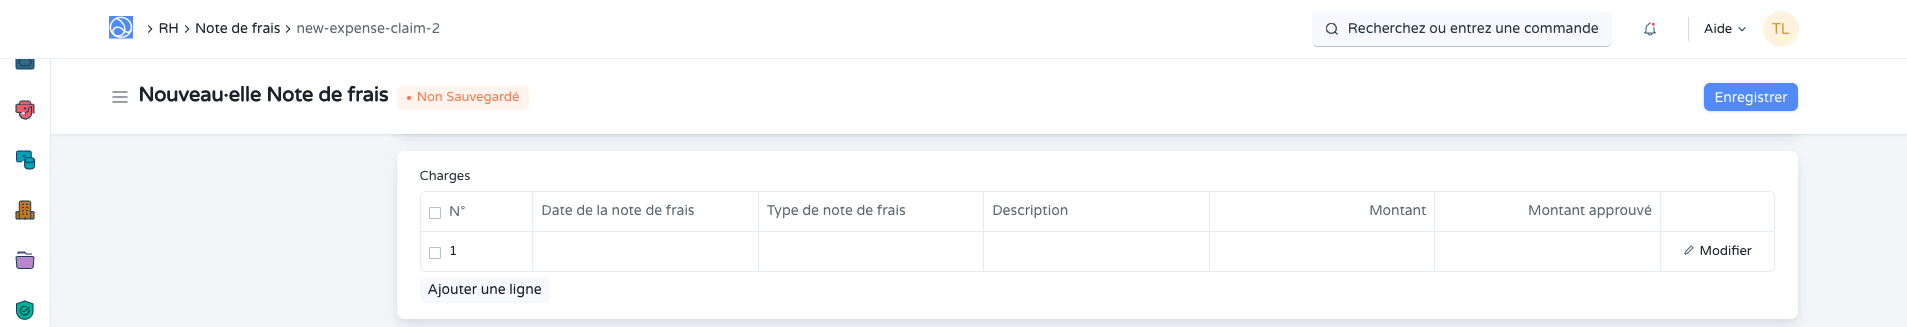 RH Note de frais new-expense-claim-2
Recherchez ou entrez une commande
Aide
TL
Nouveau·elle Note de frais
Non Sauvegardé
Enregistrer
Charges
N° Date de la note de frais Type de note de frais Description Montant Montant approuvé
1 Modifier
Ajouter une ligne